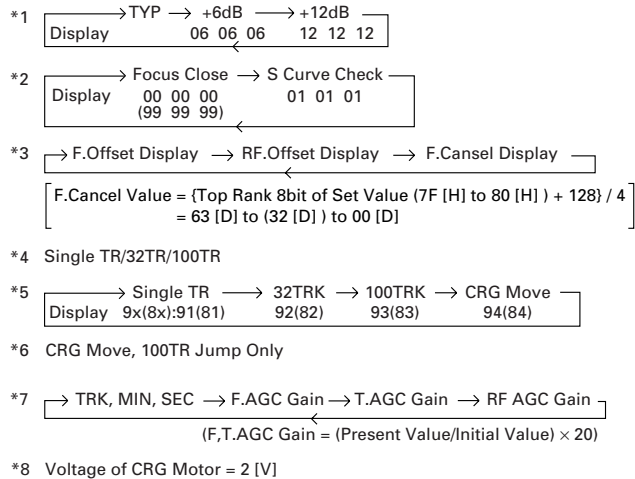 *1 TYP → +6dB → +12dB
Display 06 06 06 12 12 12
*2 Focus Close → S Curve Check
Display 00 00 00 01 01 01
(99 99 99)
*3 F.Offset Display → RF.Offset Display → F.Cansel Display
F.Cancel Value = {Top Rank 8bit of Set Value (7F [H] to 80 [H] ) + 128} / 4
= 63 [D] to (32 [D] ) to 00 [D]
*4 Single TR/32TR/100TR
*5 Single TR → 32TRK → 100TRK → CRG Move
Display 9x(8x):91(81) 92(82) 93(83) 94(84)
*6 CRG Move, 100TR Jump Only
*7 TRK, MIN, SEC → F.AGC Gain → T.AGC Gain → RF AGC Gain
(F,T.AGC Gain = (Present Value/Initial Value) × 20)
*8 Voltage of CRG Motor = 2 [V]